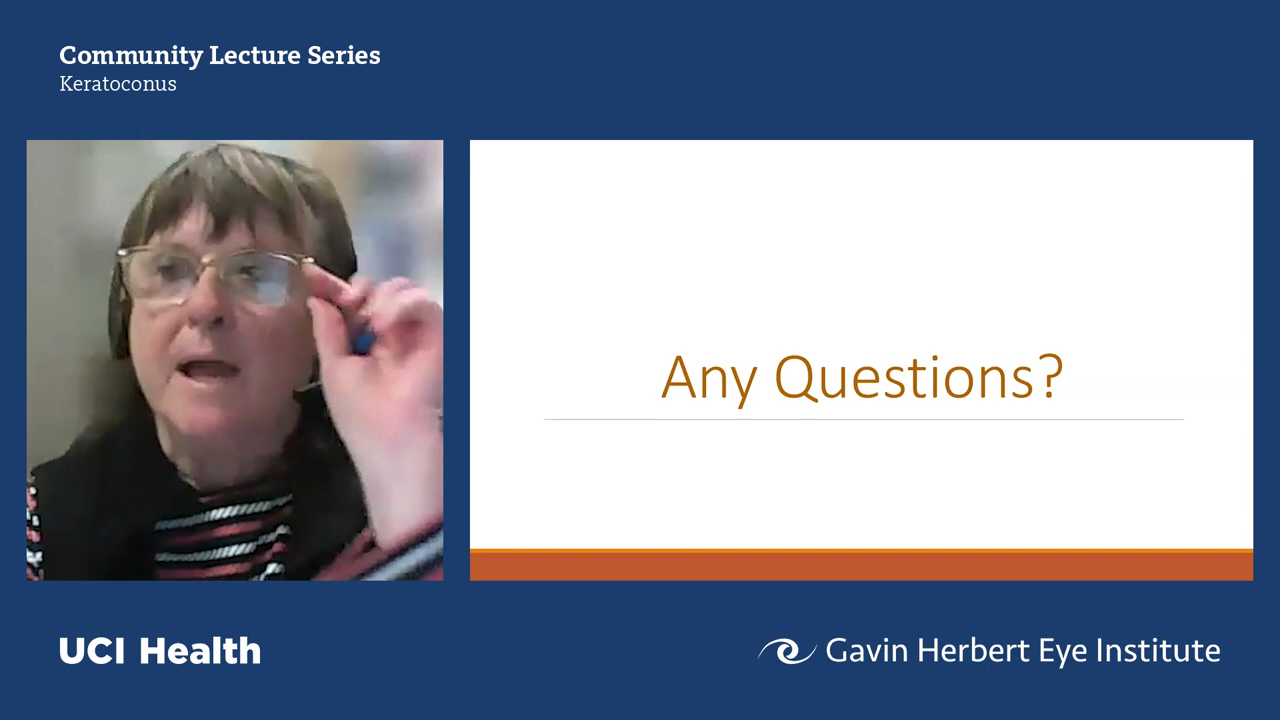 Community Lecture Series
Keratoconus
Any Questions?
UCI Health
Gavin Herbert Eye Institute